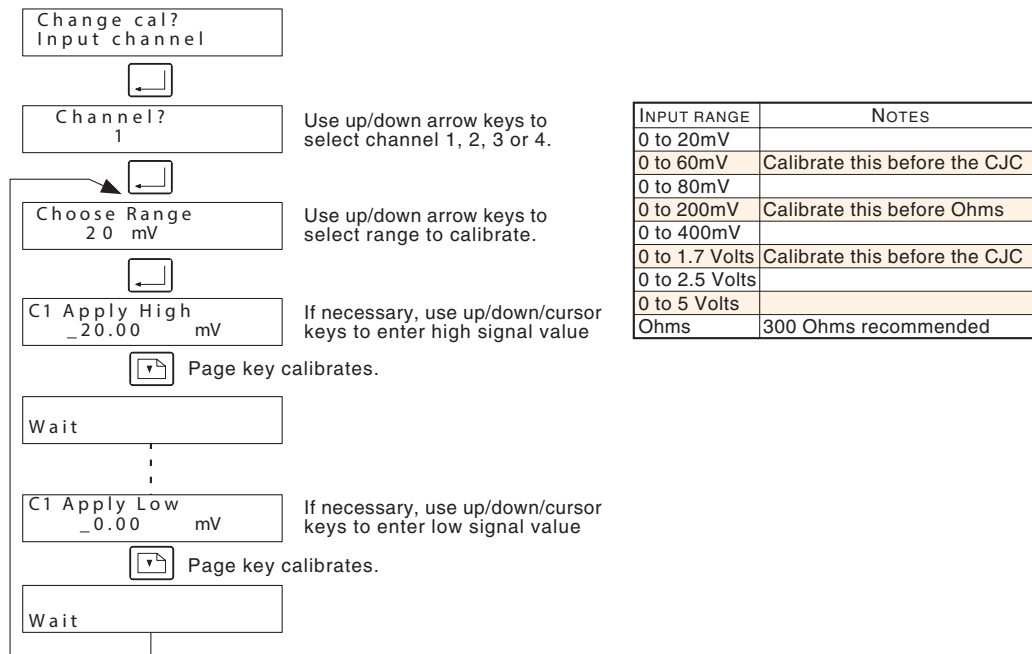 Change cal?
Input channel
Channel?
1
Use up/down arrow keys to
select channel 1, 2, 3 or 4.
Choose Range
20 mV
Use up/down arrow keys to
select range to calibrate.
C1 Apply High
_20.00 mV
If necessary, use up/down/cursor
keys to enter high signal value
Page key calibrates.
Wait
C1 Apply Low
_0.00 mV
If necessary, use up/down/cursor
keys to enter low signal value
Page key calibrates.
Wait
INPUT RANGE NOTES
0 to 20mV
0 to 60mV Calibrate this before the CJC
0 to 80mV
0 to 200mV Calibrate this before Ohms
0 to 400mV
0 to 1.7 Volts Calibrate this before the CJC
0 to 2.5 Volts
0 to 5 Volts
Ohms 300 Ohms recommended